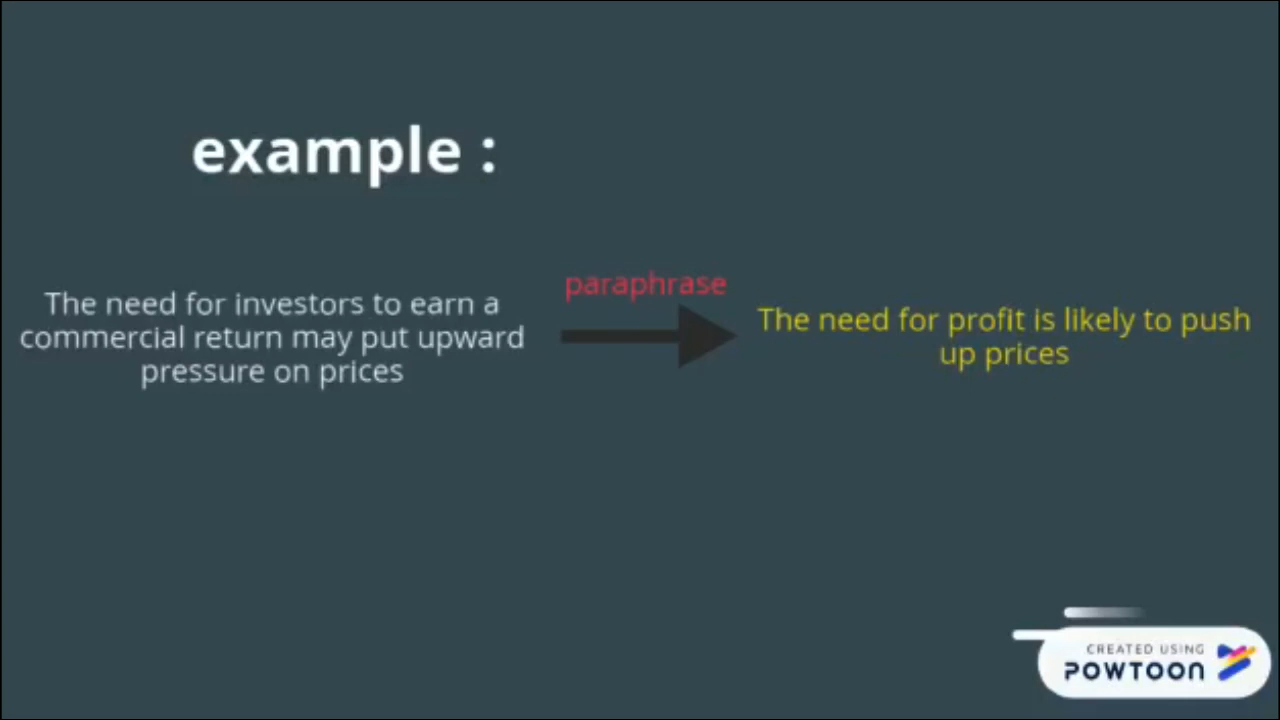 example :
The need for investors to earn a
commercial return may put upward
pressure on prices
paraphrase
The need for profit is likely to push
up prices
CREATED USING
POWTOON